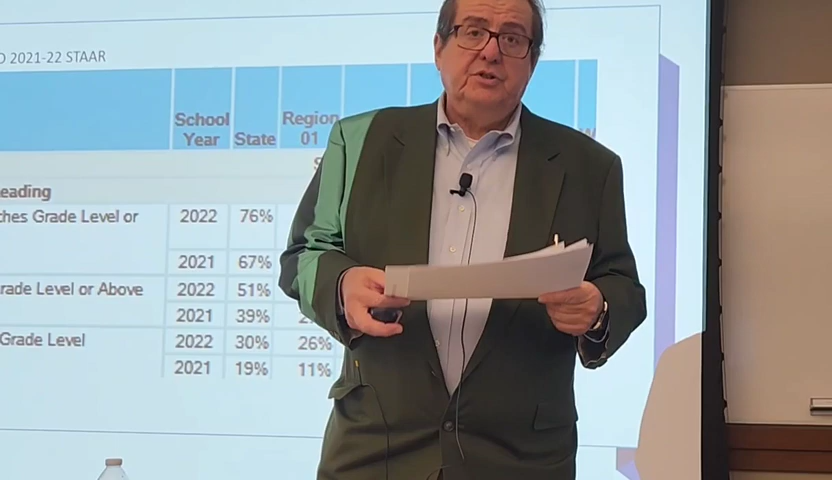 D 2021-22 STAAR
School Year State Region 01
eading
ches Grade Level or 2022 76%
2021 67%
rade Level or Above 2022 51%
2021 39%
Grade Level 2022 30% 26%
2021 19% 11%